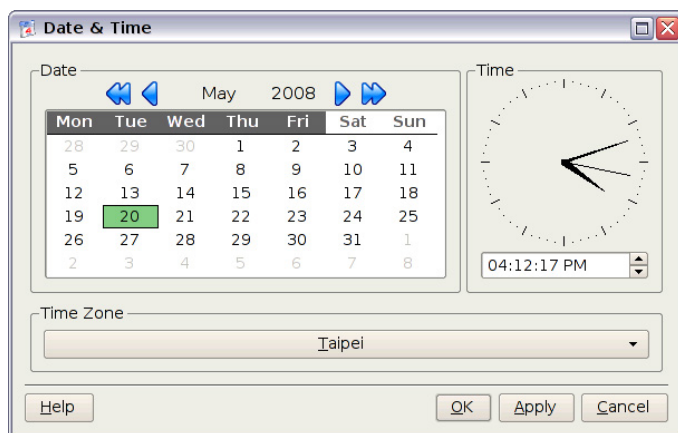 Date & Time
Date
May 2008
Mon Tue Wed Thu Fri Sat Sun
28 29 30 1 2 3 4
5 6 7 8 9 10 11
12 13 14 15 16 17 18
19 20 21 22 23 24 25
26 27 28 29 30 31 1
2 3 4 5 6 7 8
Time
04:12:17 PM
Time Zone
Taipei
Help
OK
Apply
Cancel